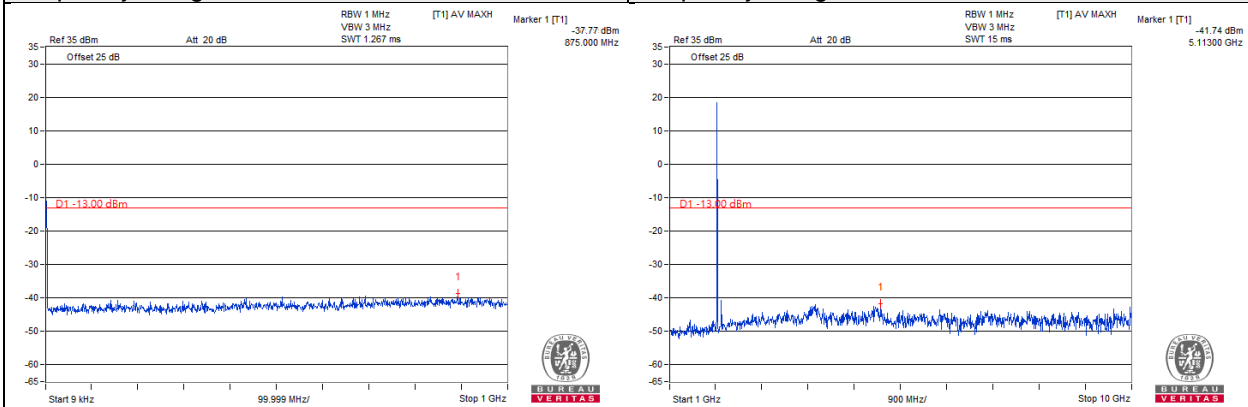 RBW 1 MHz
VBW 3 MHz
SWT 1.267 ms
[T1] AV MAXH
Marker 1 [T1]
-37.77 dBm
875.000 MHz
Ref 35 dBm
Att 20 dB
Offset 25 dB
35
30
20
10
0
-10
-20
-30
-40
-50
-60
-65
D1 -13.00 dBm
1
Start 9 kHz
99.999 MHz/
Stop 1 GHz
BUREAU VERITAS
1828
BUREAU
VERITAS
RBW 1 MHz
VBW 3 MHz
SWT 15 ms
[T1] AV MAXH
Marker 1 [T1]
-41.74 dBm
5.11300 GHz
Ref 35 dBm
Att 20 dB
Offset 25 dB
35
30
20
10
0
-10
-20
-30
-40
-50
-60
-65
D1 -13.00 dBm
1
Start 1 GHz
900 MHz/
Stop 10 GHz
BUREAU VERITAS
1828
BUREAU
VERITAS